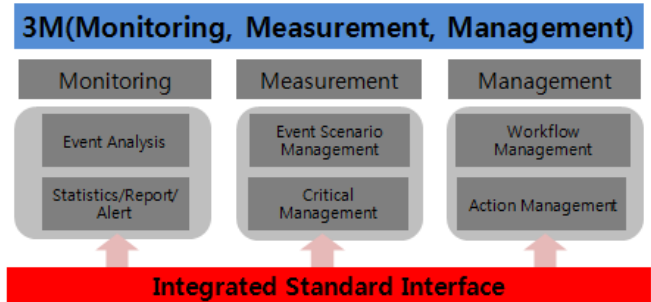 3M(Monitoring, Measurement, Management)
Monitoring
Measurement
Management
Event Analysis
Statistics/Report/
Alert
Event Scenario
Management
Critical
Management
Workflow
Management
Action Management
Integrated Standard Interface